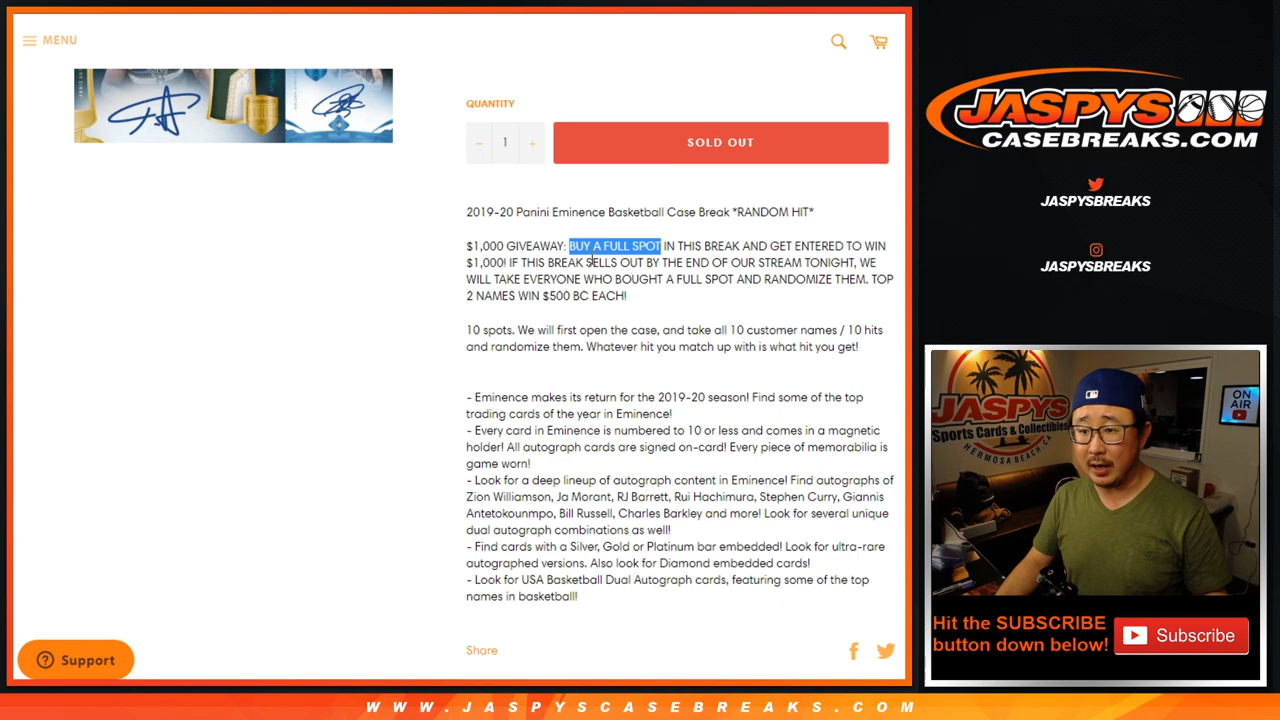 MENU
QUANTITY
− 1 +
SOLD OUT
2019-20 Panini Eminence Basketball Case Break *RANDOM HIT*
$1,000 GIVEAWAY: BUY A FULL SPOT IN THIS BREAK AND GET ENTERED TO WIN
$1,000! IF THIS BREAK SELLS OUT BY THE END OF OUR STREAM TONIGHT, WE
WILL TAKE EVERYONE WHO BOUGHT A FULL SPOT AND RANDOMIZE THEM. TOP
2 NAMES WIN $500 BC EACH!
10 spots. We will first open the case, and take all 10 customer names / 10 hits
and randomize them. Whatever hit you match up with is what hit you get!
- Eminence makes its return for the 2019-20 season! Find some of the top
trading cards of the year in Eminence!
- Every card in Eminence is numbered to 10 or less and comes in a magnetic
holder! All autograph cards are signed on-card! Every piece of memorabilia is
game worn!
- Look for a deep lineup of autograph content in Eminence! Find autographs of
Zion Williamson, Ja Morant, RJ Barrett, Rui Hachimura, Stephen Curry, Giannis
Antetokounmpo, Bill Russell, Charles Barkley and more! Look for several unique
dual autograph combinations as well!
- Find cards with a Silver, Gold or Platinum bar embedded! Look for ultra-rare
autographed versions. Also look for Diamond embedded cards!
- Look for USA Basketball Dual Autograph cards, featuring some of the top
names in basketball!
Share
Support
JASPYS
CASEBREAKS.COM
JASPYSBREAKS
JASPYSBREAKS
JASPYS
Sports Cards & Collectibles
HERMOSA BEACH, CA
ON
AIR
Hit the SUBSCRIBE
button down below!
Subscribe
WWW.JASPYSCASEBREAKS.COM